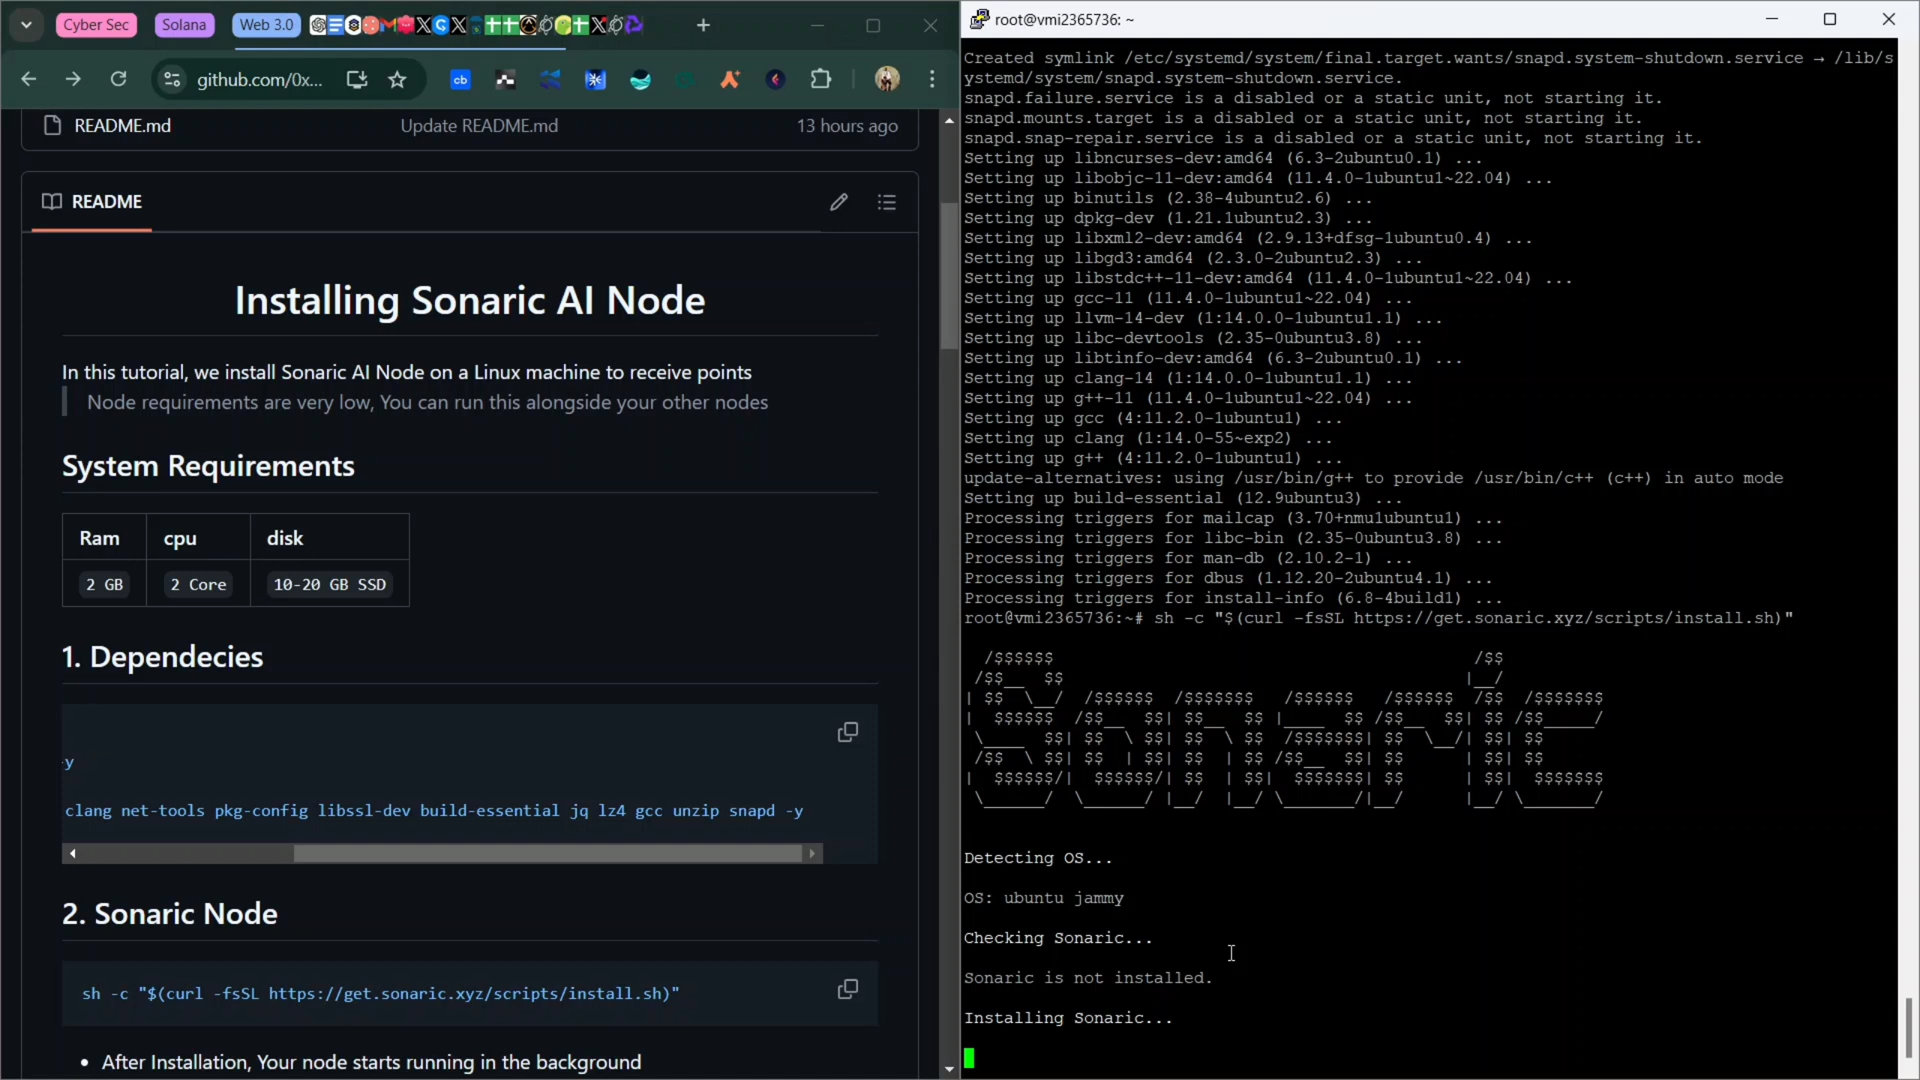 Cyber Sec
Solana
Web 3.0
github.com/0x...
README.md
Update README.md
13 hours ago
README
Installing Sonaric AI Node
In this tutorial, we install Sonaric AI Node on a Linux machine to receive points
Node requirements are very low, You can run this alongside your other nodes
System Requirements
Ram cpu disk
2 GB 2 Core 10-20 GB SSD
1. Dependecies
-y
clang net-tools pkg-config libssl-dev build-essential jq lz4 gcc unzip snapd -y
2. Sonaric Node
sh -c "$(curl -fsSL https://get.sonaric.xyz/scripts/install.sh)"
• After Installation, Your node starts running in the background
root@vmi2365736: ~
Created symlink /etc/systemd/system/final.target.wants/snapd.system-shutdown.service → /lib/s
ystemd/system/snapd.system-shutdown.service.
snapd.failure.service is a disabled or a static unit, not starting it.
snapd.mounts.target is a disabled or a static unit, not starting it.
snapd.snap-repair.service is a disabled or a static unit, not starting it.
Setting up libncurses-dev:amd64 (6.3-2ubuntu0.1) ...
Setting up libobjc-11-dev:amd64 (11.4.0-1ubuntu1~22.04) ...
Setting up binutils (2.38-4ubuntu2.6) ...
Setting up dpkg-dev (1.21.1ubuntu2.3) ...
Setting up libxml2-dev:amd64 (2.9.13+dfsg-1ubuntu0.4) ...
Setting up libgd3:amd64 (2.3.0-2ubuntu2.3) ...
Setting up libstdc++-11-dev:amd64 (11.4.0-1ubuntu1~22.04) ...
Setting up gcc-11 (11.4.0-1ubuntu1~22.04) ...
Setting up llvm-14-dev (1:14.0.0-1ubuntu1.1) ...
Setting up libc-devtools (2.35-0ubuntu3.8) ...
Setting up libtinfo-dev:amd64 (6.3-2ubuntu0.1) ...
Setting up clang-14 (1:14.0.0-1ubuntu1.1) ...
Setting up g++-11 (11.4.0-1ubuntu1~22.04) ...
Setting up gcc (4:11.2.0-1ubuntu1) ...
Setting up clang (1:14.0-55~exp2) ...
Setting up g++ (4:11.2.0-1ubuntu1) ...
update-alternatives: using /usr/bin/g++ to provide /usr/bin/c++ (c++) in auto mode
Setting up build-essential (12.9ubuntu3) ...
Processing triggers for mailcap (3.70+nmu1ubuntu1) ...
Processing triggers for libc-bin (2.35-0ubuntu3.8) ...
Processing triggers for man-db (2.10.2-1) ...
Processing triggers for dbus (1.12.20-2ubuntu4.1) ...
Processing triggers for install-info (6.8-4build1) ...
root@vmi2365736:~# sh -c "$(curl -fsSL https://get.sonaric.xyz/scripts/install.sh)"
Sonaric
Detecting OS...
OS: ubuntu jammy
Checking Sonaric...
Sonaric is not installed.
Installing Sonaric...